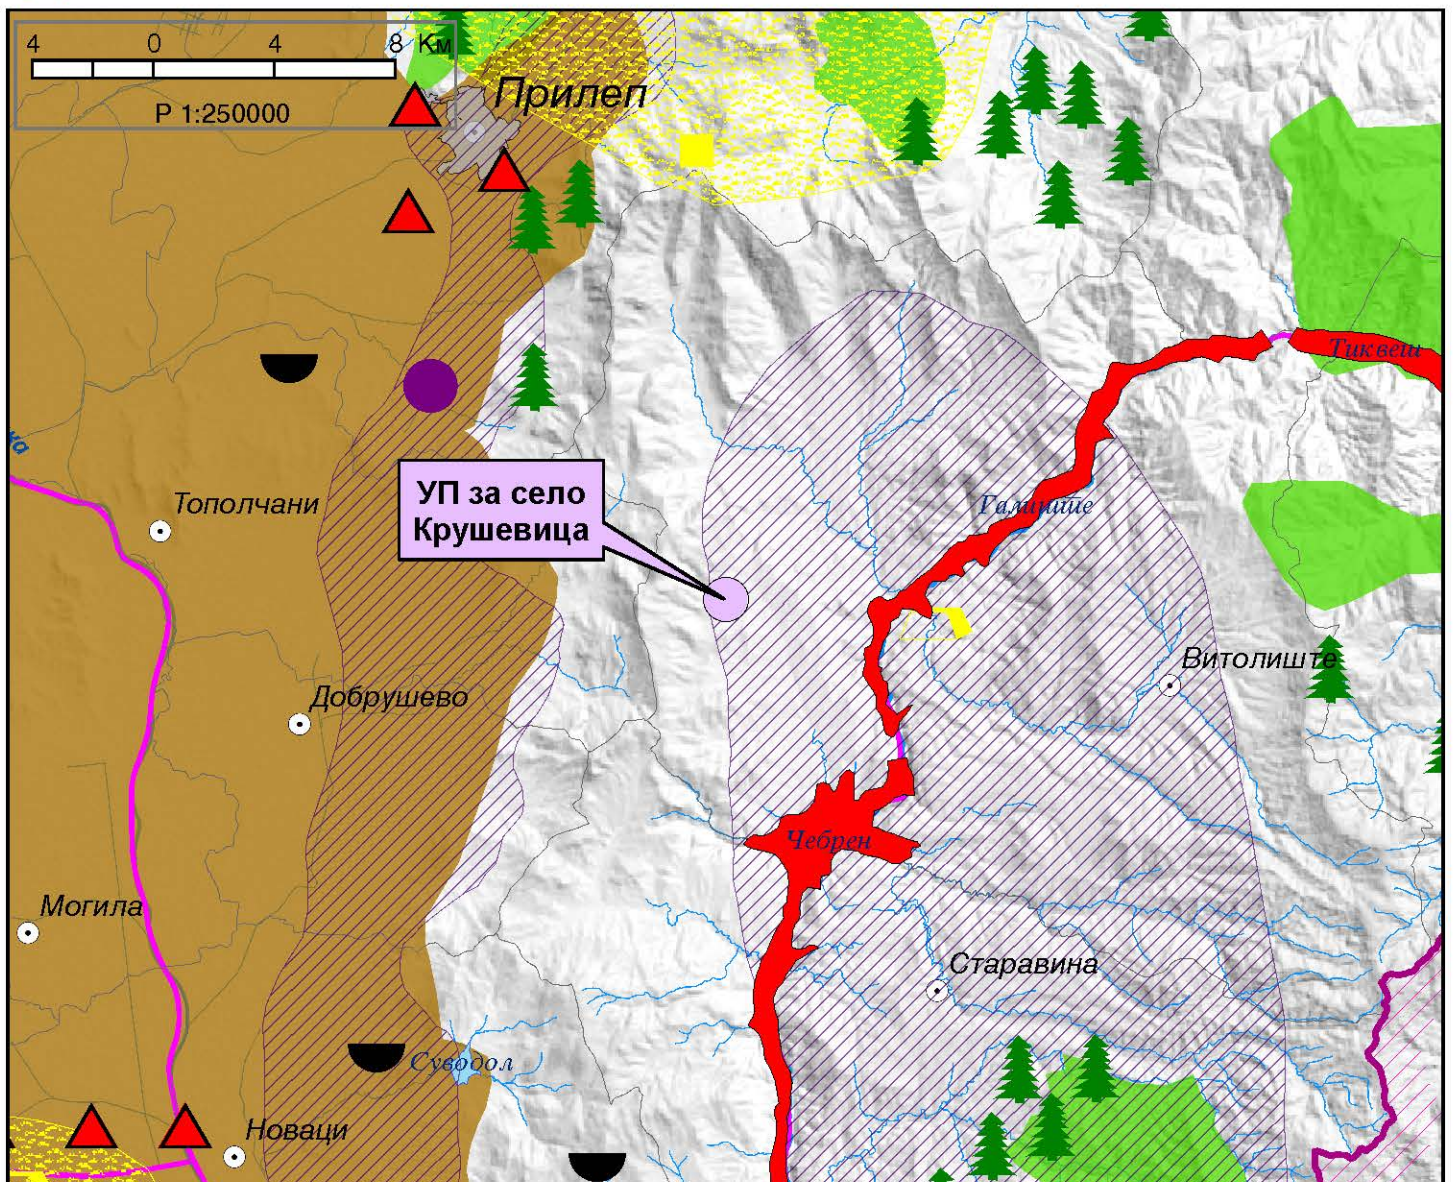 4 0 4 8 Км
Р 1:250000
Прилеп
Тиквеш
на
УП за село
Крушевица
Тополчани
Галиште
Витолиште
Добрушево
Чебрен
Могила
Старавина
Суводол
Новаци